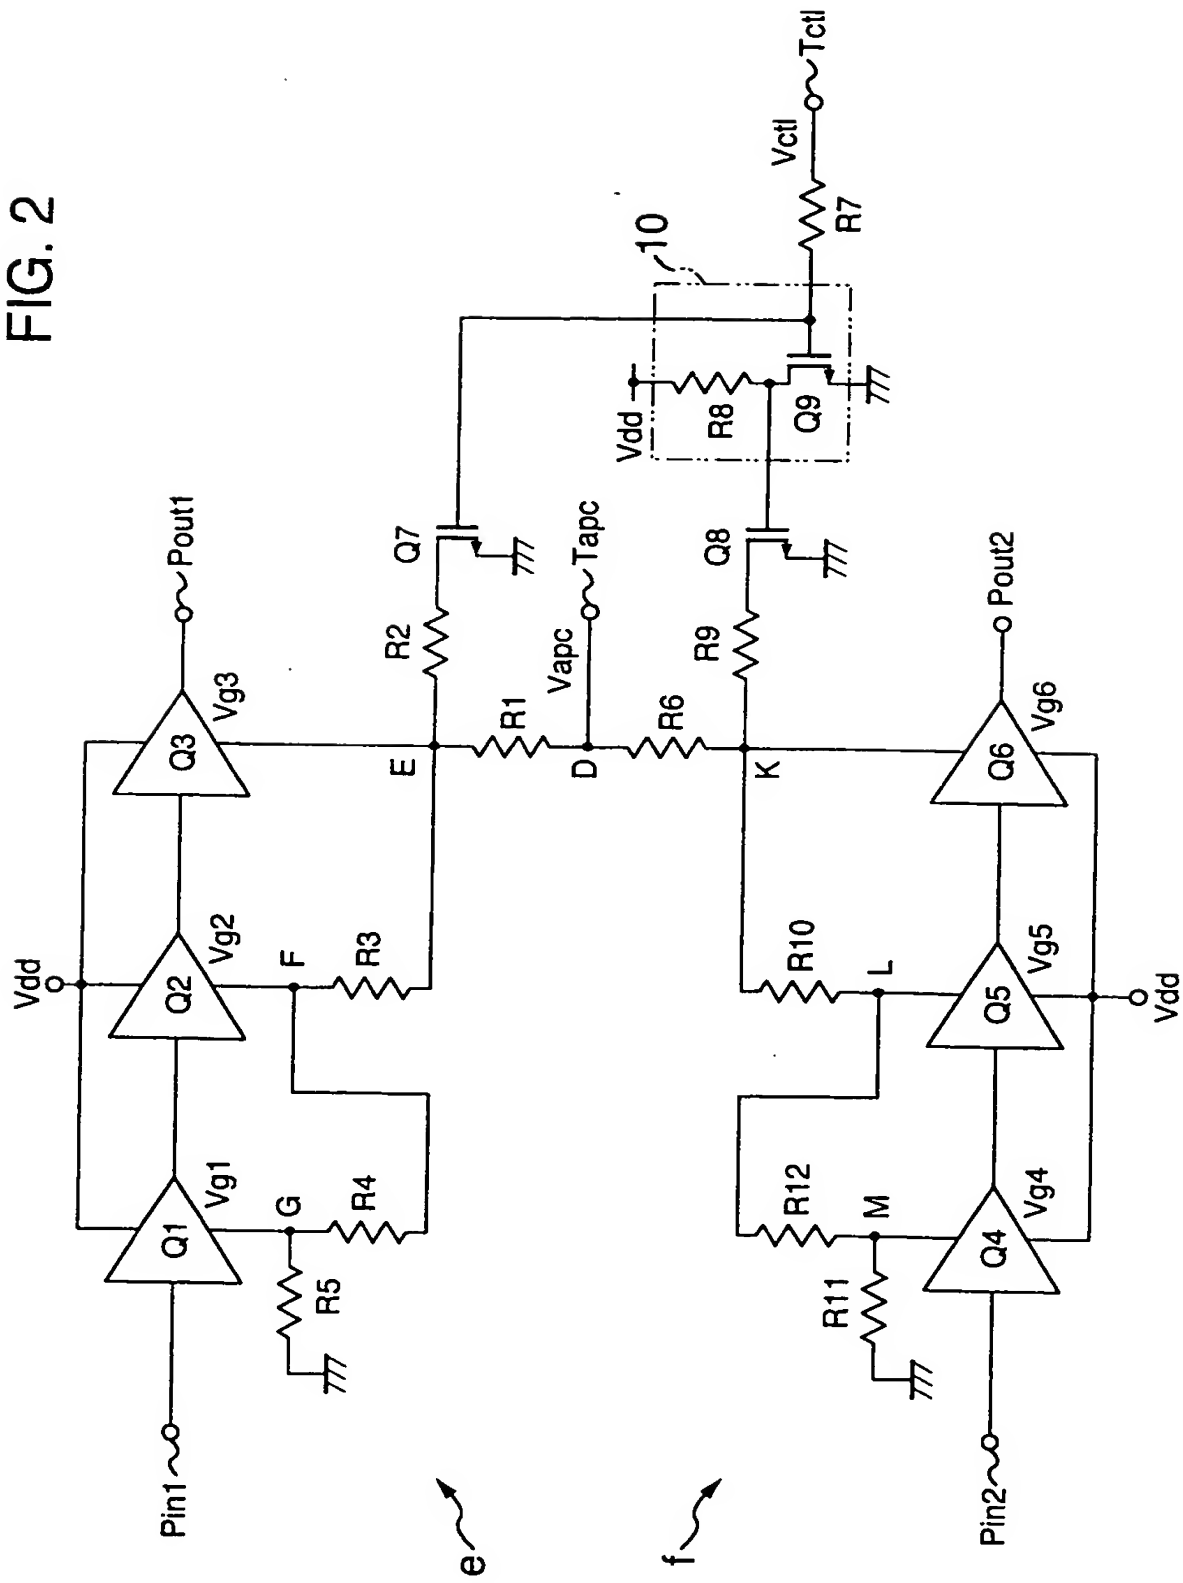 FIG. 2
Vdd
Pin1
Q1
Vg1
Q2
Vg2
Q3
Vg3
Pout1
G
F
R5
R4
R3
E
R2
Q7
R1
D
Vapc
Tapc
e
f
R6
K
R9
Q8
Vdd
R8
Q9
10
Vctl
Tctl
R7
R12
R10
L
M
R11
Pin2
Q4
Vg4
Q5
Vg5
Q6
Vg6
Pout2
Vdd